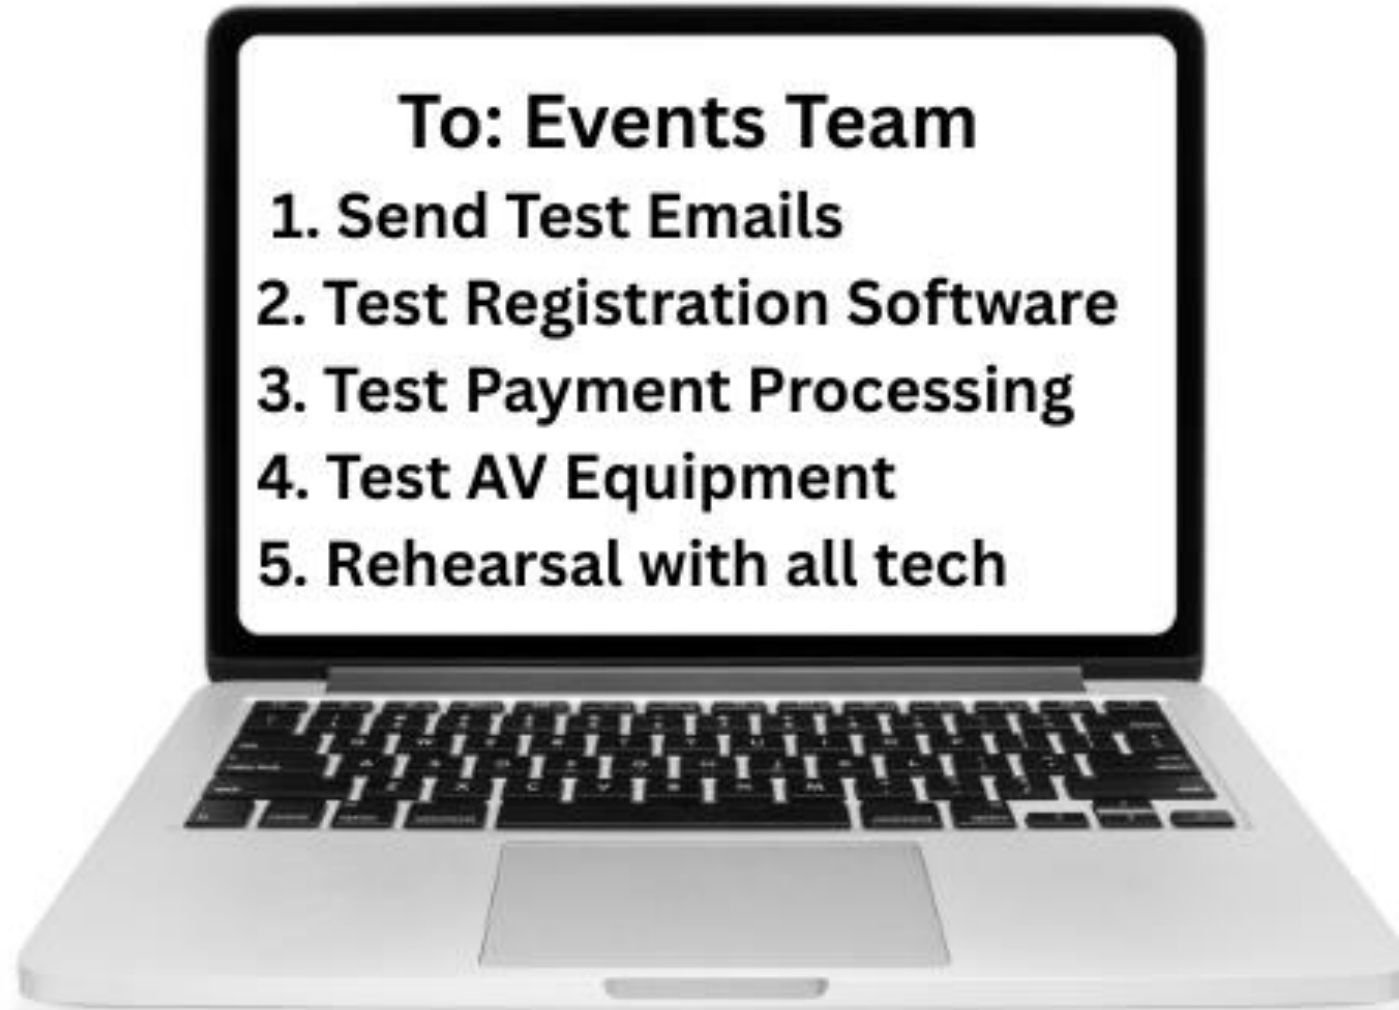 To: Events Team
1. Send Test Emails
2. Test Registration Software
3. Test Payment Processing
4. Test AV Equipment
5. Rehearsal with all tech